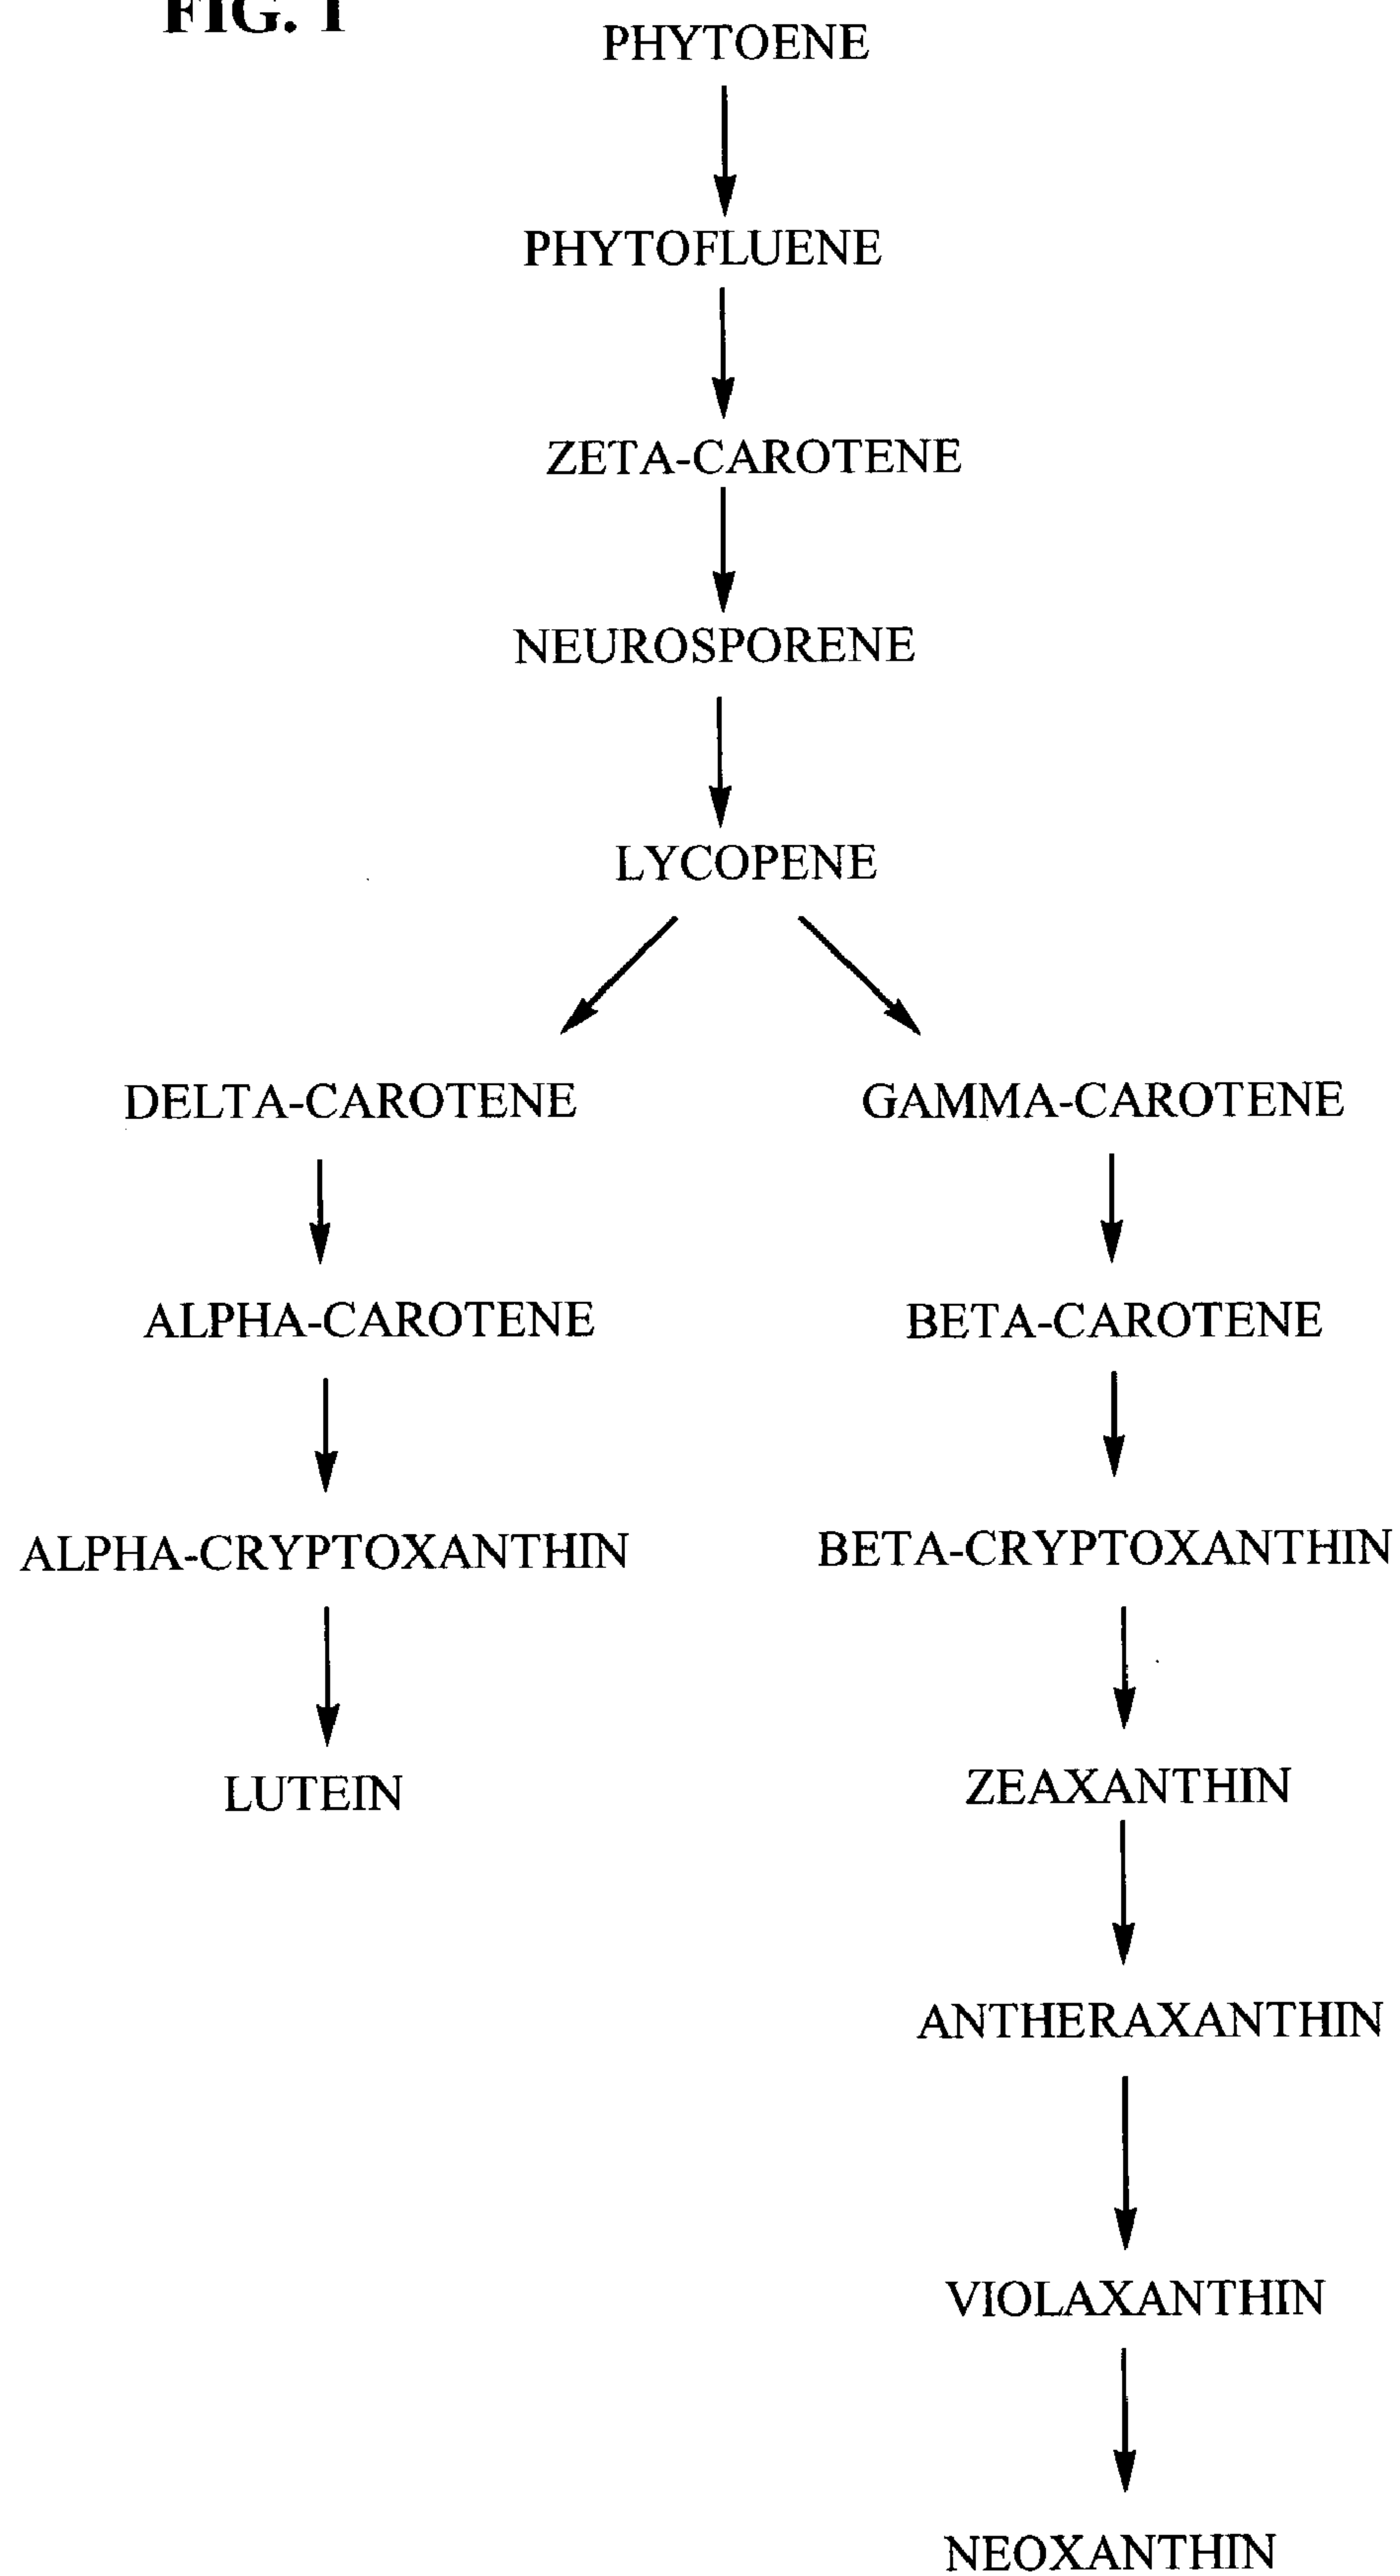 FIG. 1
PHYTOENE
PHYTOFLUENE
ZETA-CAROTENE
NEUROSPORENE
LYCOPENE
DELTA-CAROTENE GAMMA-CAROTENE
ALPHA-CAROTENE BETA-CAROTENE
ALPHA-CRYPTOXANTHIN BETA-CRYPTOXANTHIN
LUTEIN ZEAXANTHIN
ANTHERAXANTHIN
VIOLAXANTHIN
NEOXANTHIN